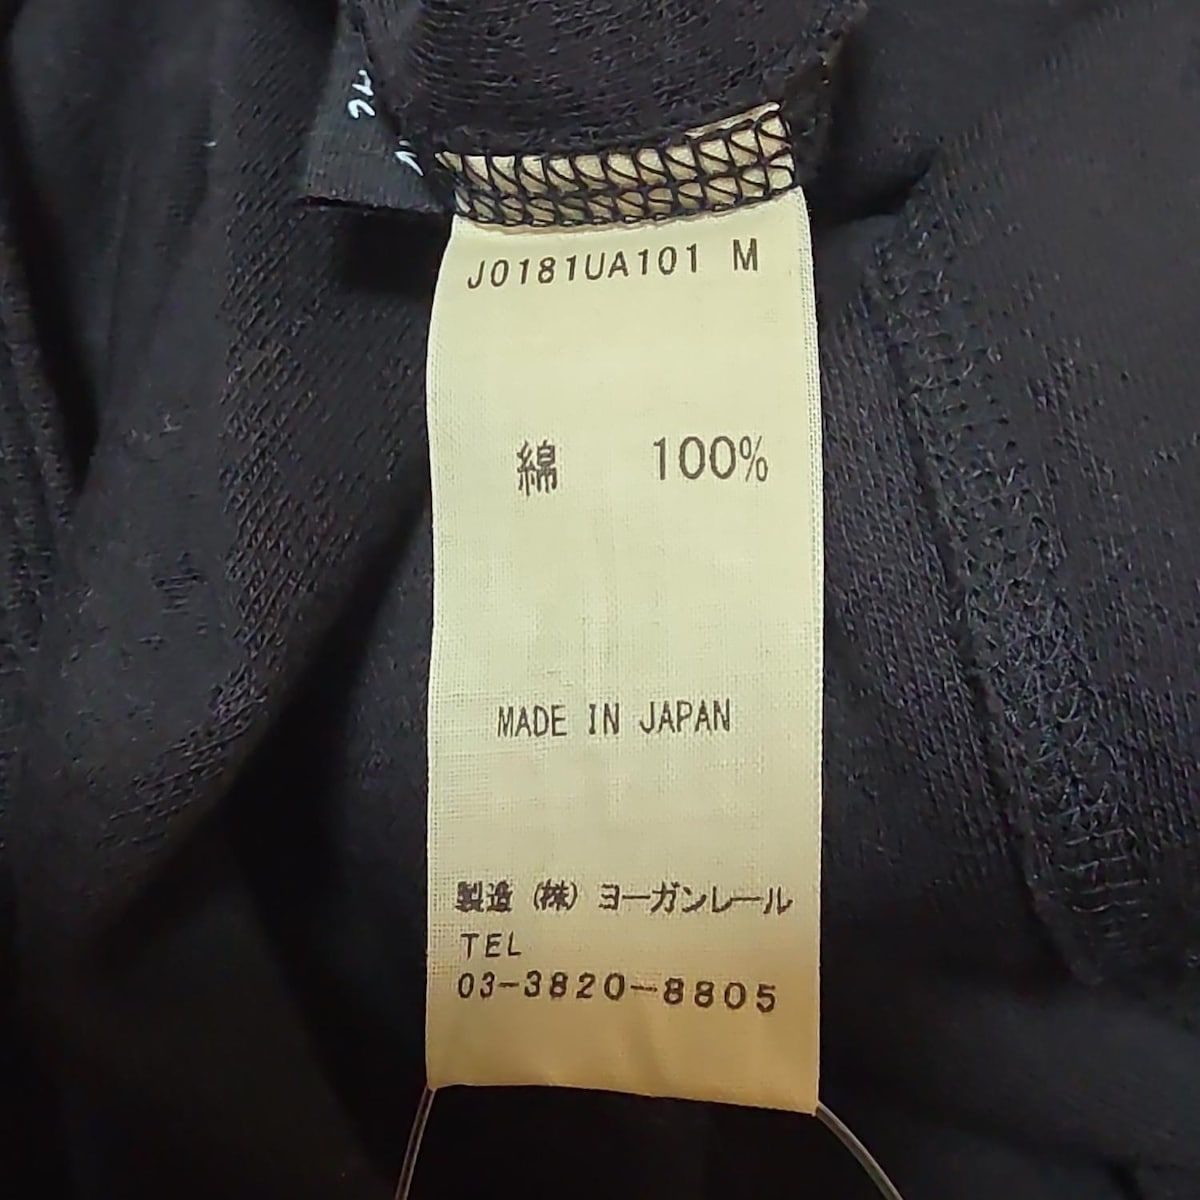 J0181UA101 M
綿 100%
MADE IN JAPAN
製造 (株) ヨーガンレール
TEL
03-3820-8805